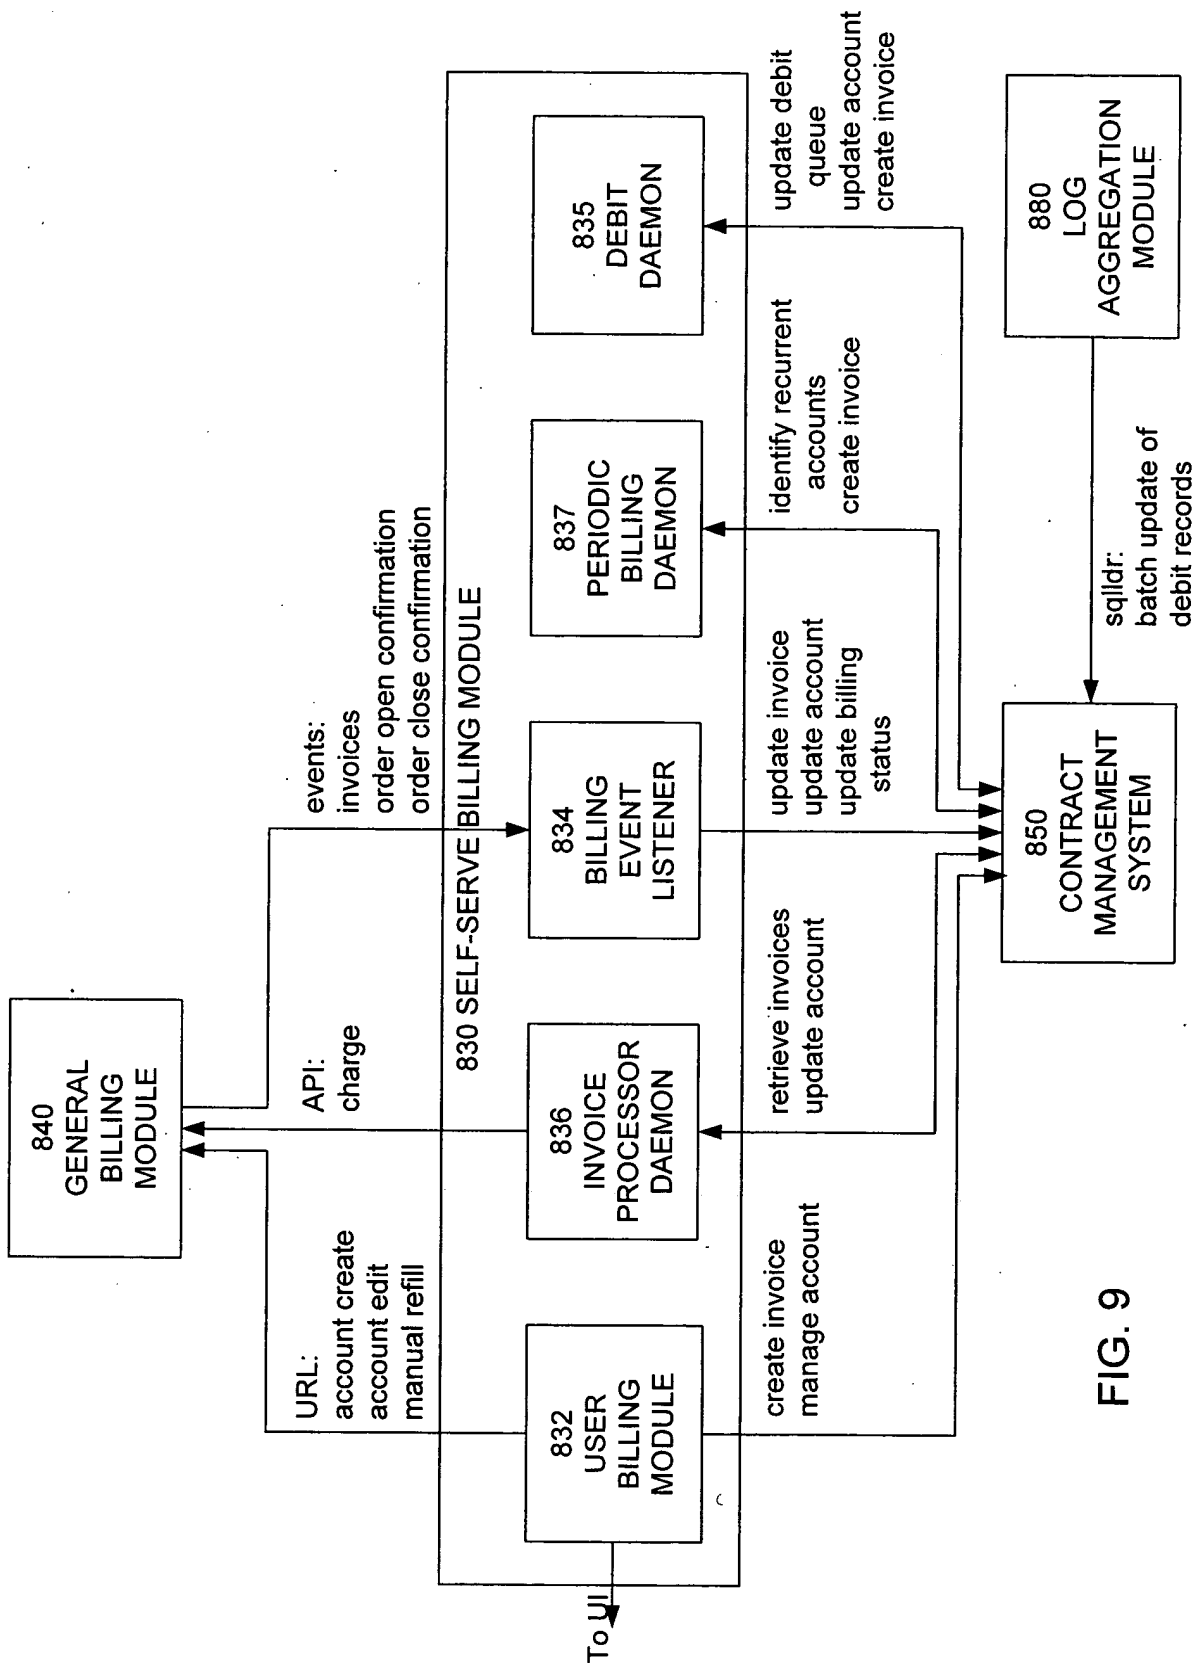 840
GENERAL
BILLING
MODULE
URL:
account create
account edit
manual refill
API:
charge
events:
invoices
order open confirmation
order close confirmation
830 SELF-SERVE BILLING MODULE
To UI
832
USER
BILLING
MODULE
836
INVOICE
PROCESSOR
DAEMON
834
BILLING
EVENT
LISTENER
837
PERIODIC
BILLING
DAEMON
835
DEBIT
DAEMON
create invoice
manage account
retrieve invoices
update account
update invoice
update account
update billing
status
identify recurrent
accounts
create invoice
update debit
queue
update account
create invoice
850
CONTRACT
MANAGEMENT
SYSTEM
sqlldr:
batch update of
debit records
880
LOG
AGGREGATION
MODULE
FIG. 9